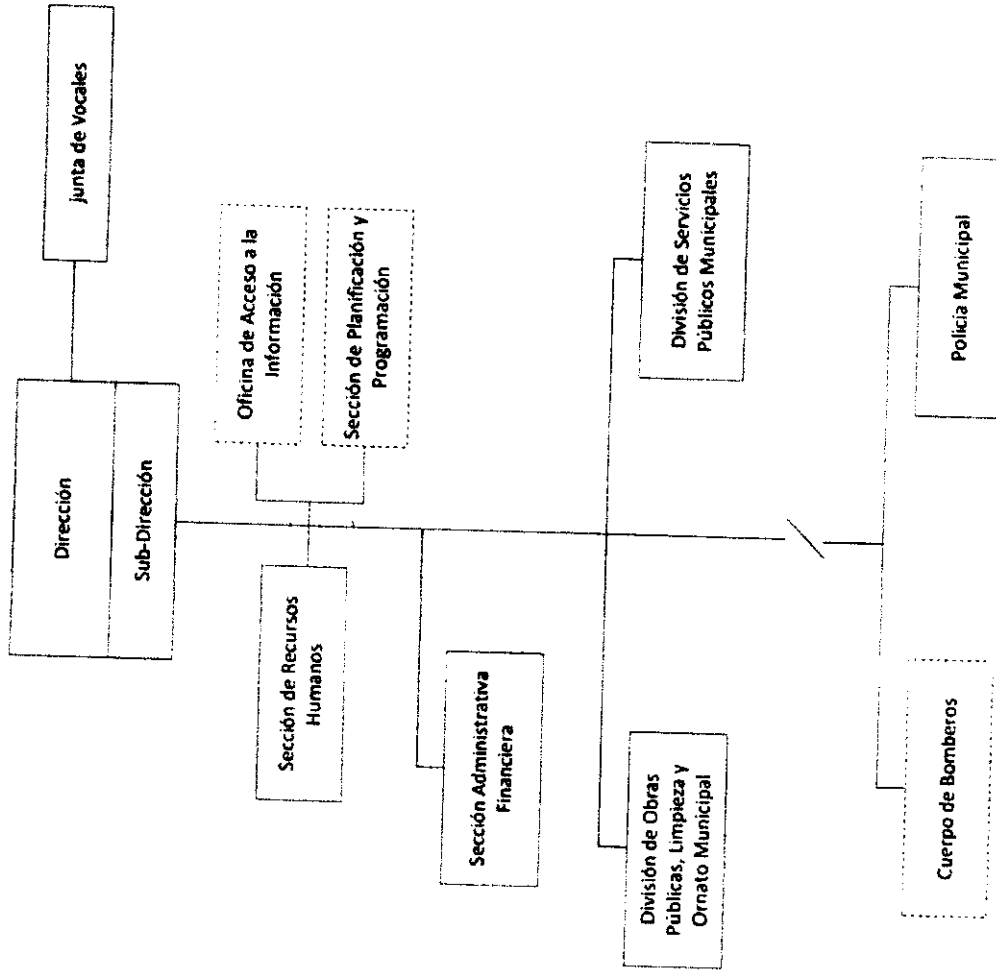 junta de Vocales
Dirección
Sub-Dirección
Oficina de Acceso a la
Información
Sección de Planificación y
Programación
Sección de Recursos
Humanos
Sección Administrativa
Financiera
División de Obras
Públicas, Limpieza y
Ornato Municipal
División de Servicios
Públicos Municipales
Cuerpo de Bomberos
Policia Municipal